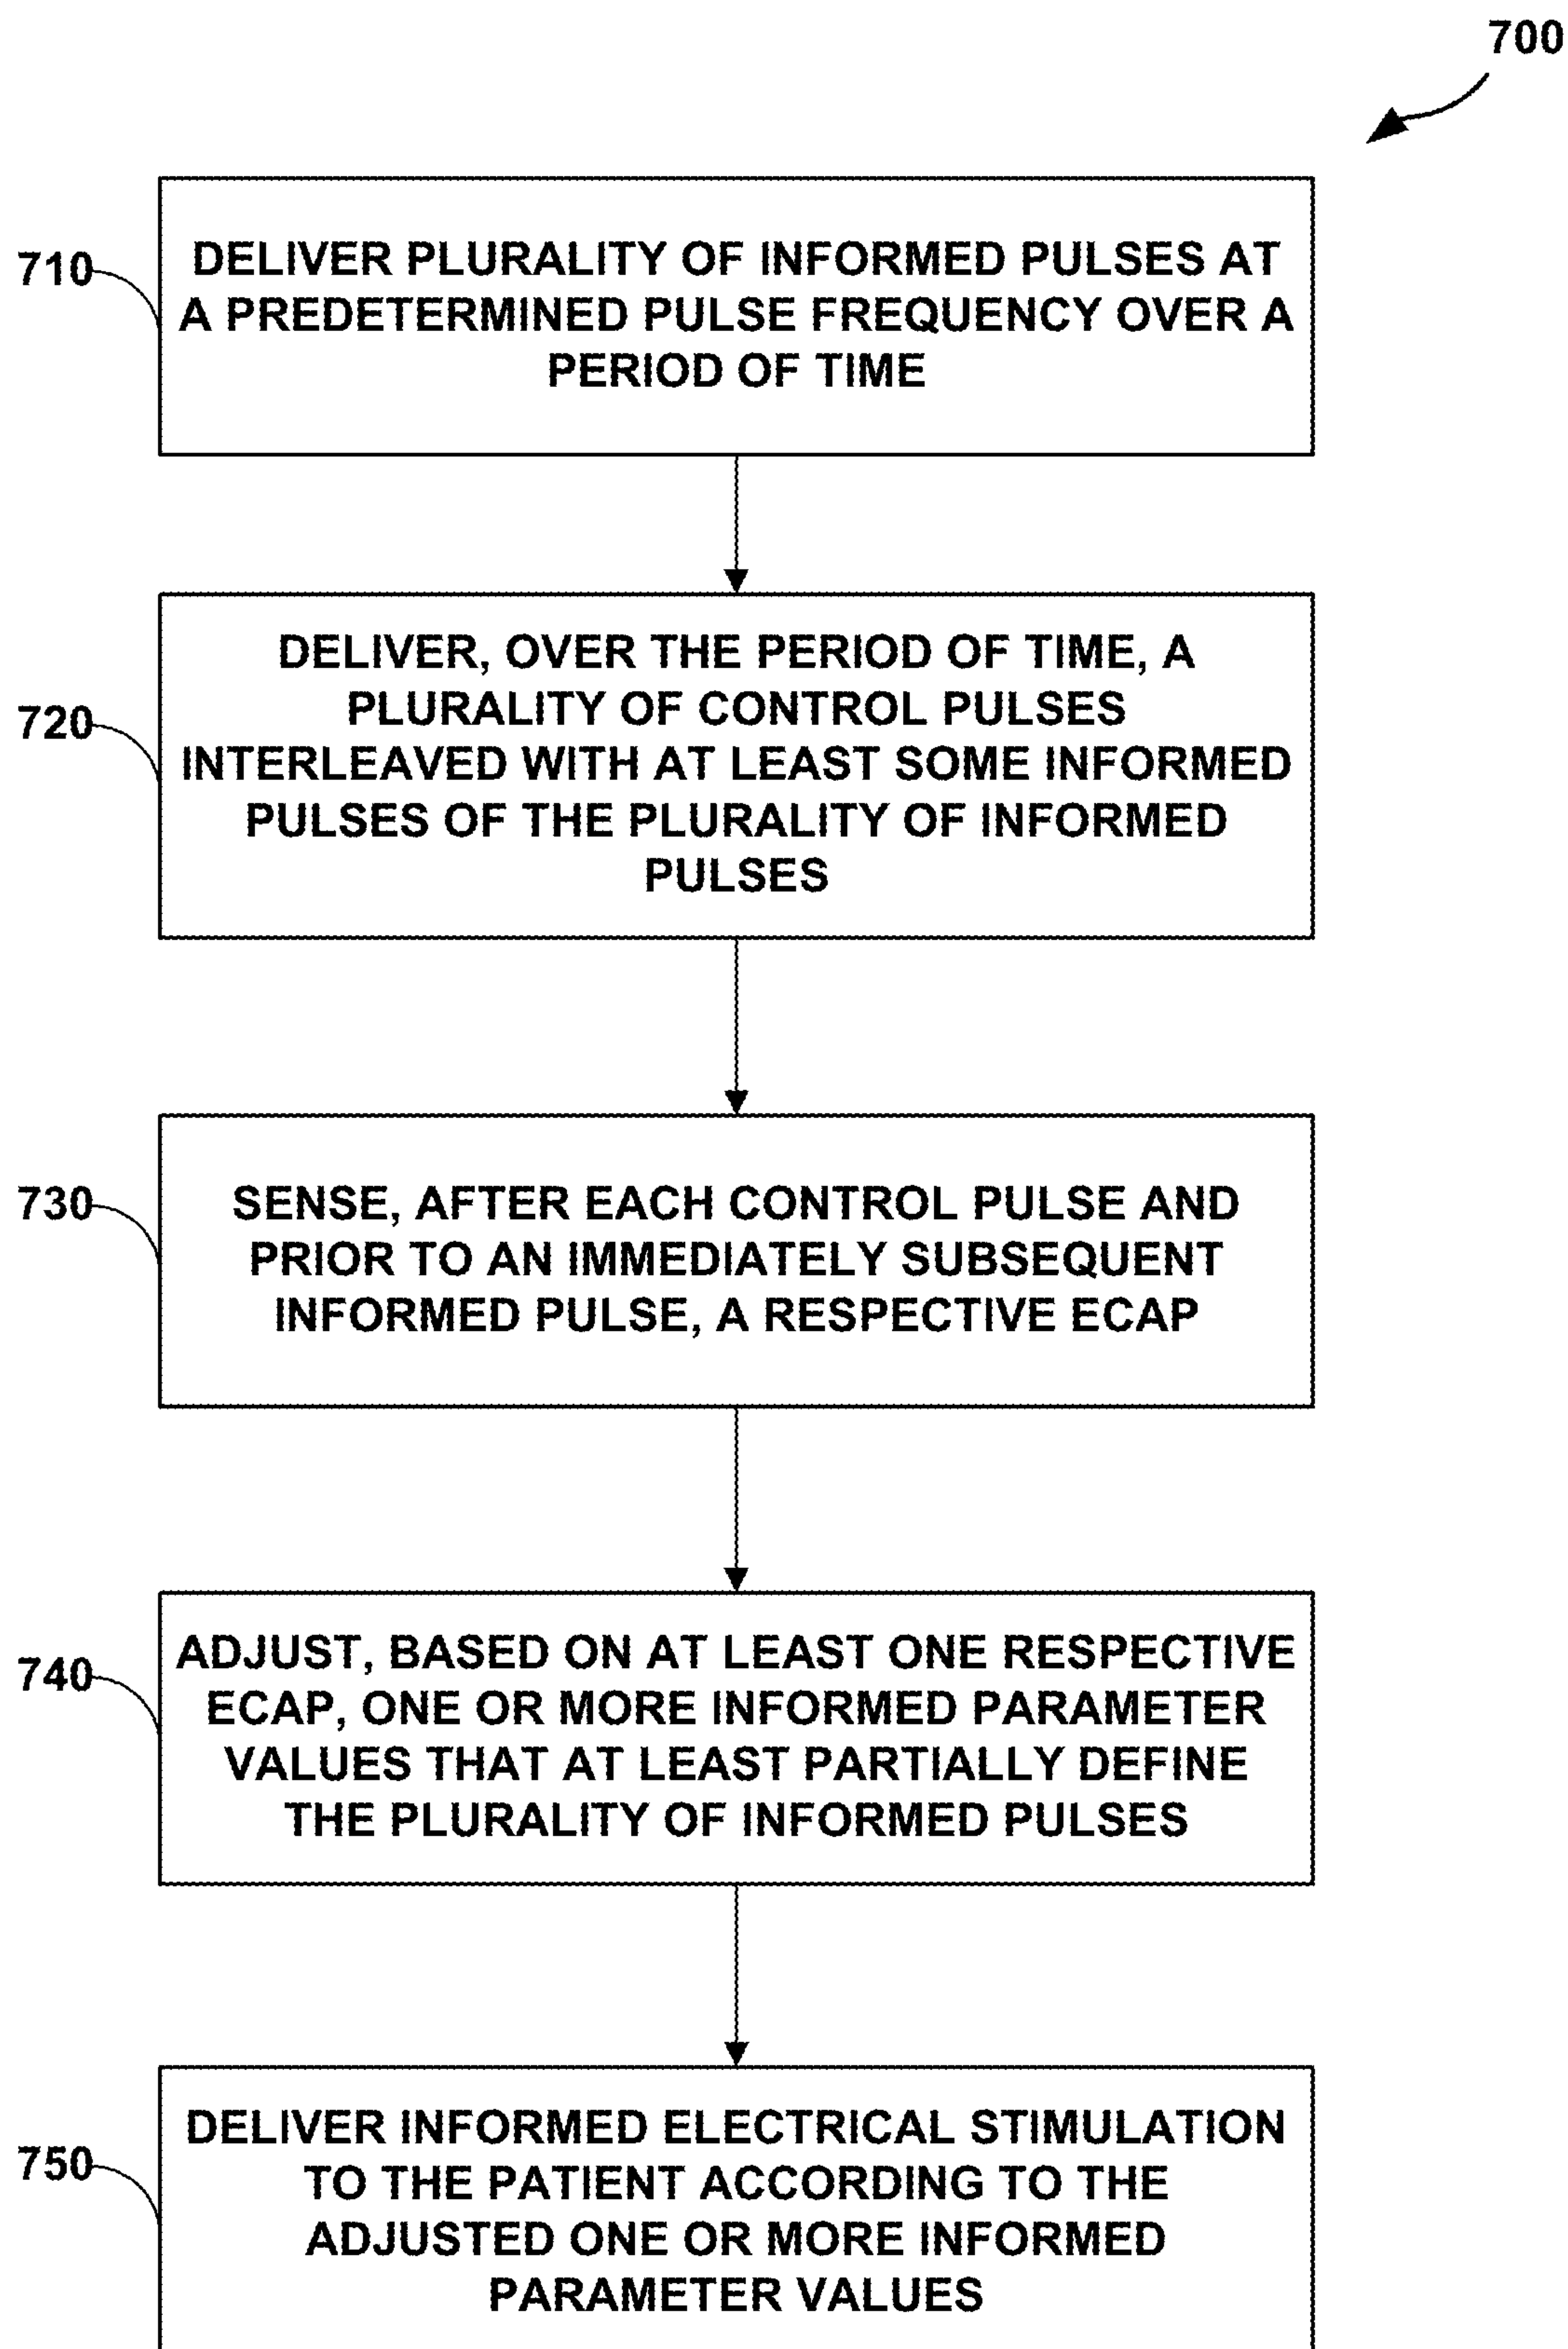 700
710
DELIVER PLURALITY OF INFORMED PULSES AT
A PREDETERMINED PULSE FREQUENCY OVER A
PERIOD OF TIME
720
DELIVER, OVER THE PERIOD OF TIME, A
PLURALITY OF CONTROL PULSES
INTERLEAVED WITH AT LEAST SOME INFORMED
PULSES OF THE PLURALITY OF INFORMED
PULSES
730
SENSE, AFTER EACH CONTROL PULSE AND
PRIOR TO AN IMMEDIATELY SUBSEQUENT
INFORMED PULSE, A RESPECTIVE ECAP
740
ADJUST, BASED ON AT LEAST ONE RESPECTIVE
ECAP, ONE OR MORE INFORMED PARAMETER
VALUES THAT AT LEAST PARTIALLY DEFINE
THE PLURALITY OF INFORMED PULSES
750
DELIVER INFORMED ELECTRICAL STIMULATION
TO THE PATIENT ACCORDING TO THE
ADJUSTED ONE OR MORE INFORMED
PARAMETER VALUES